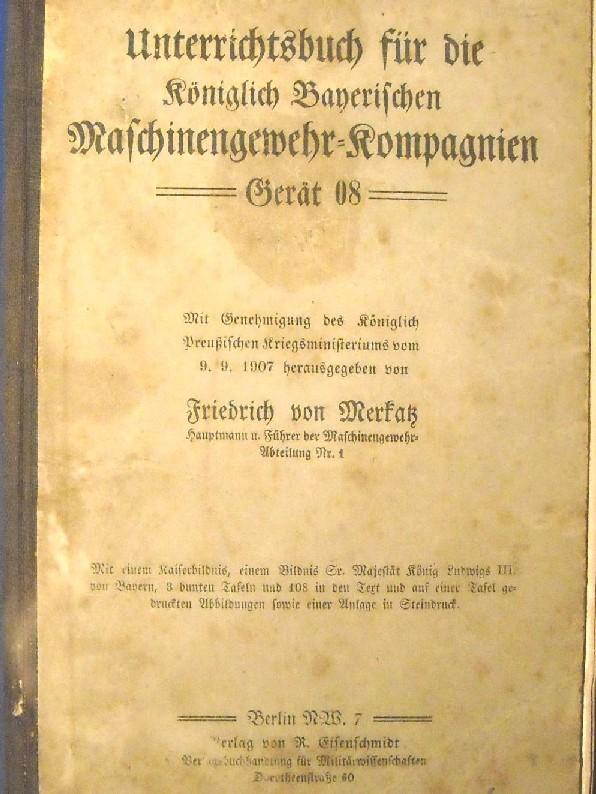 Unterrichtsbuch für die
Königlich Bayerischen
Maschinengewehr-Kompagnien
Gerät 08
Mit Genehmigung des Königlich
Preußischen Kriegsministeriums vom
9. 9. 1907 herausgegeben von
Friedrich von Merkatz
Hauptmann u. Führer der Maschinengewehr-
Abteilung Nr. 1
Mit einem Kaiserbildnis, einem Bildnis Sr. Majestät König Ludwigs III.
von Bayern, 3 bunten Tafeln und 108 in den Text und auf einer Tafel ge-
druckten Abbildungen sowie einer Anlage in Steindruck.
Berlin NW. 7
Verlag von R. Eisenschmidt
Verlagsbuchhandlung für Militärwissenschaften
Dorotheenstraße 60